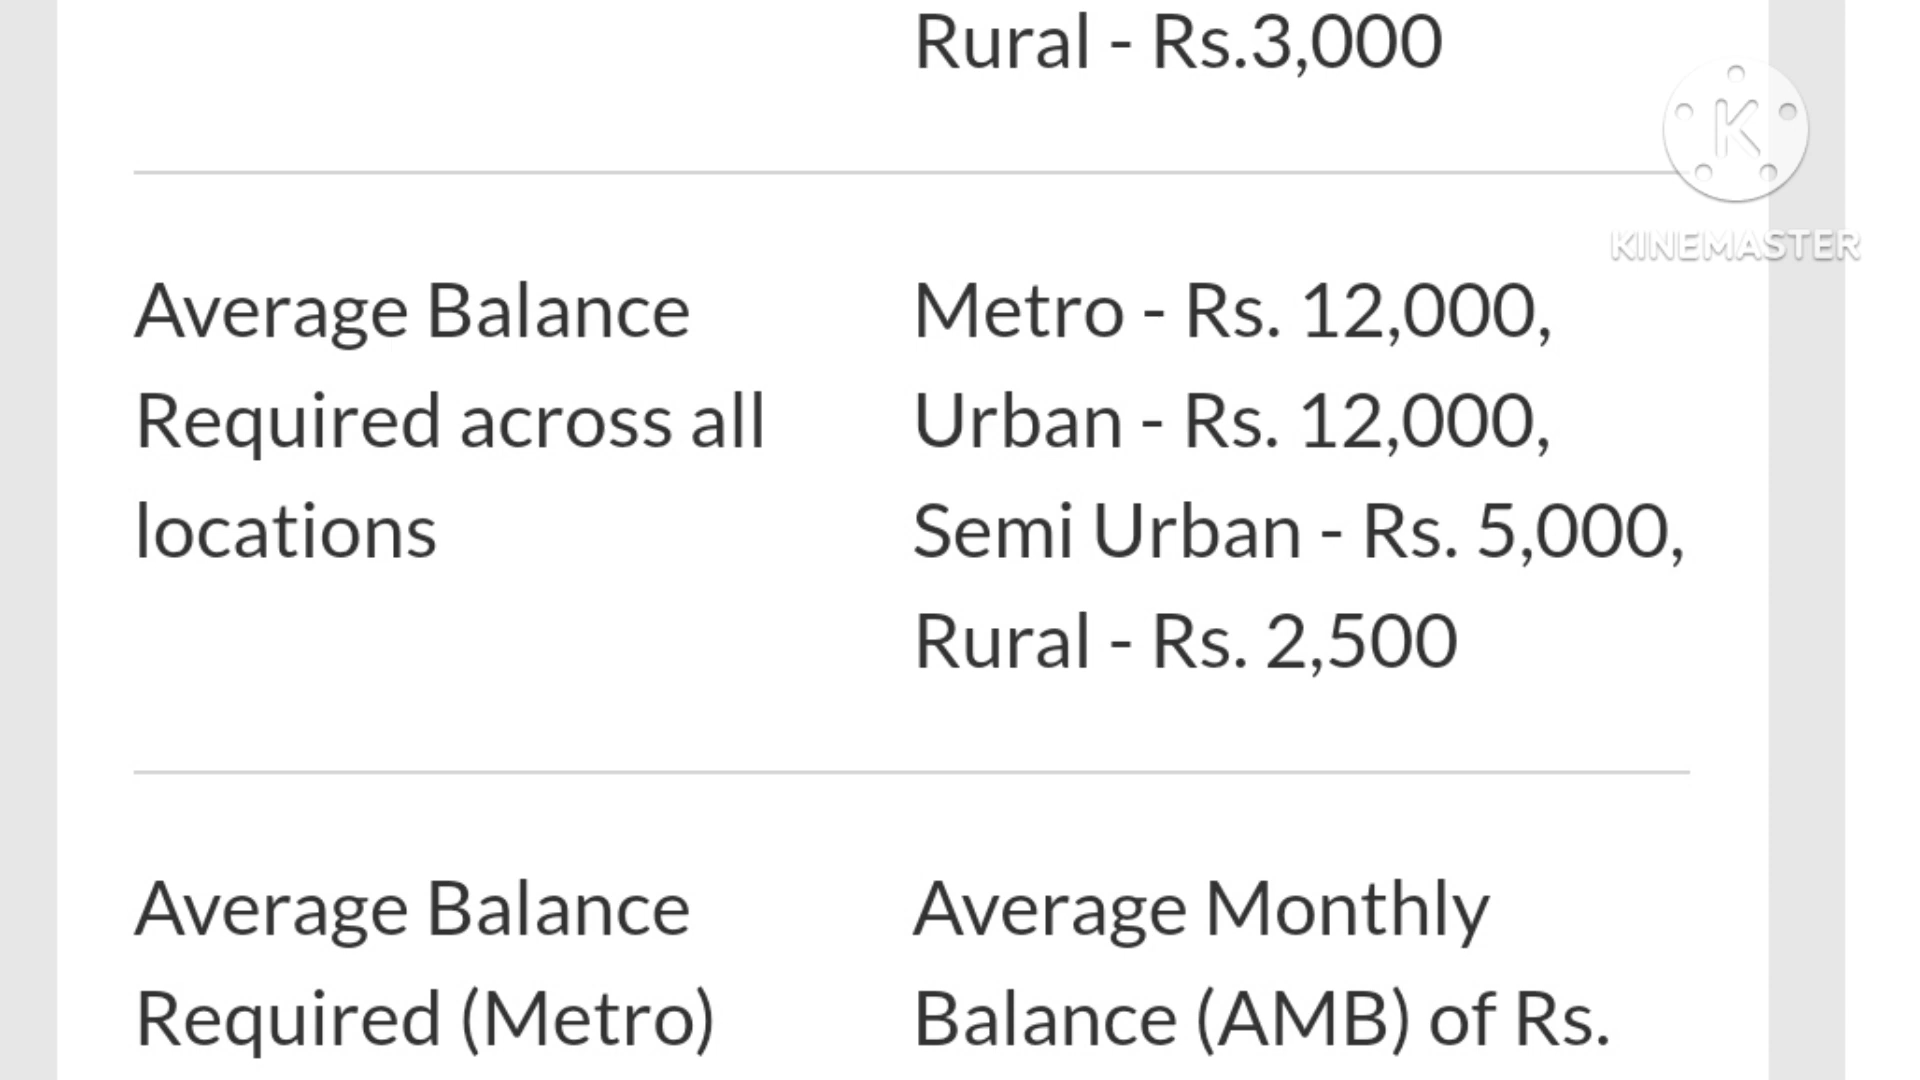 Rural - Rs.3,000
KINEMASTER
Average Balance
Required across all
locations
Metro - Rs. 12,000,
Urban - Rs. 12,000,
Semi Urban - Rs. 5,000,
Rural - Rs. 2,500
Average Balance
Required (Metro)
Average Monthly
Balance (AMB) of Rs.